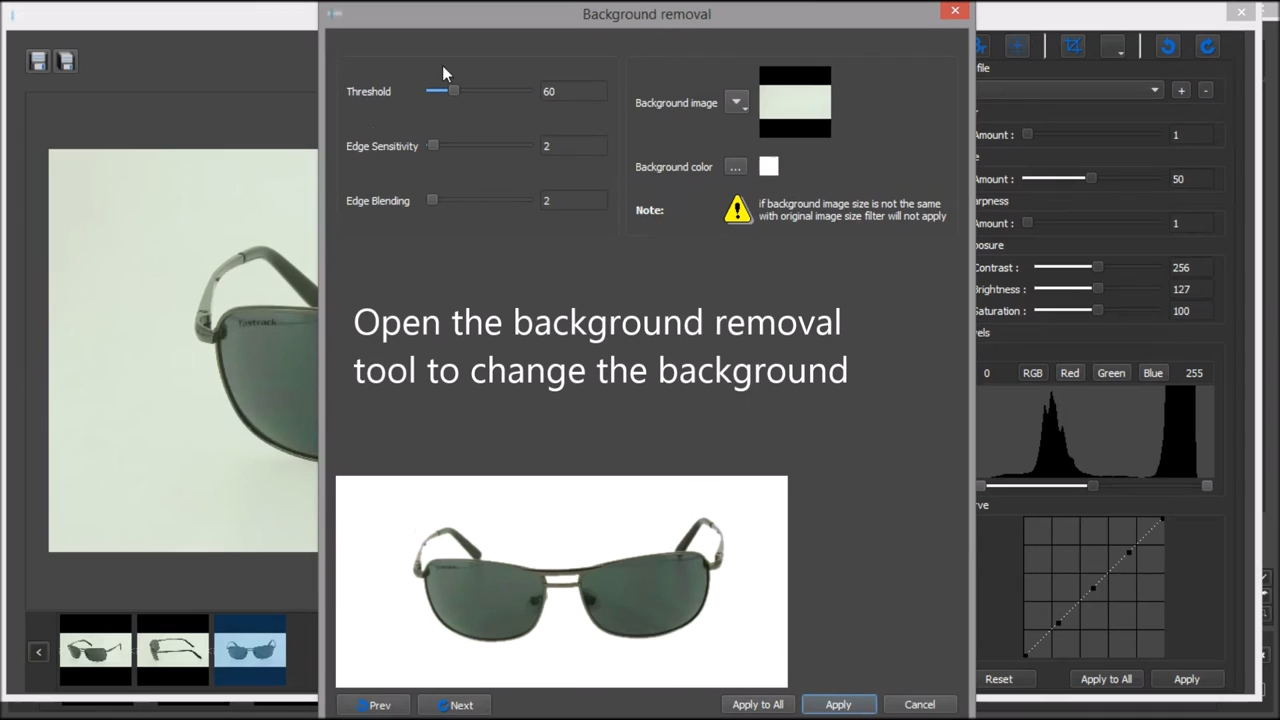 Background removal
Threshold 60
Edge Sensitivity 2
Edge Blending 2
Background image
Background color ...
Note:
if background image size is not the same
with original image size filter will not apply
Open the background removal
tool to change the background
fastrack
Prev
Next
Apply to All
Apply
Cancel
file
+ -
Amount : 1
e
Amount : 50
arpness
Amount : 1
posure
Contrast : 256
Brightness : 127
Saturation : 100
vels
0 RGB Red Green Blue 255
rve
Reset
Apply to All
Apply